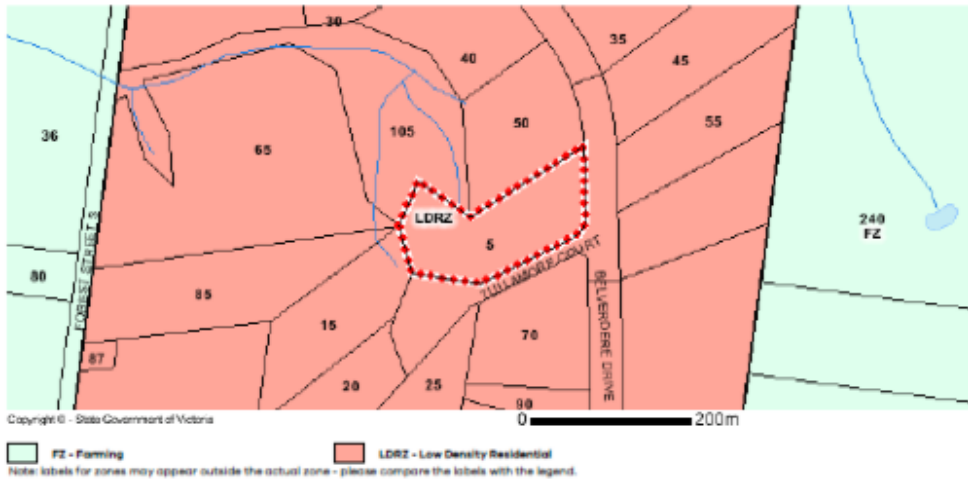 30
40
35
45
36
65
105
50
55
LDRZ
240
FZ
5
TULLAMORE COURT
80
FOREST STREET S
85
15
70
BELVERDERE DRIVE
87
20
25
90
Copyright © - State Government of Victoria
0 200m
FZ - Farming LDRZ - Low Density Residential
Note: labels for zones may appear outside the actual zone - please compare the labels with the legend.